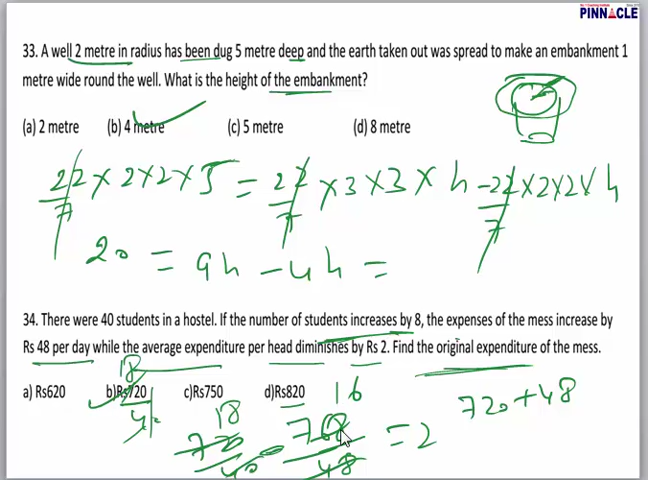 PINNACLE
33. A well 2 metre in radius has been dug 5 metre deep and the earth taken out was spread to make an embankment 1
metre wide round the well. What is the height of the embankment?
(a) 2 metre (b) 4 metre (c) 5 metre (d) 8 metre
22/7 × 2 × 2 × 5 = 22/7 × 3 × 3 × h - 22/7 × 2 × 2 × h
20 = 9h - 4h =
34. There were 40 students in a hostel. If the number of students increases by 8, the expenses of the mess increase by
Rs 48 per day while the average expenditure per head diminishes by Rs 2. Find the original expenditure of the mess.
18
a) Rs620 b)Rs720 c)Rs750 d)Rs820 16
18 720 + 48
720/40 - 768/48 = 2